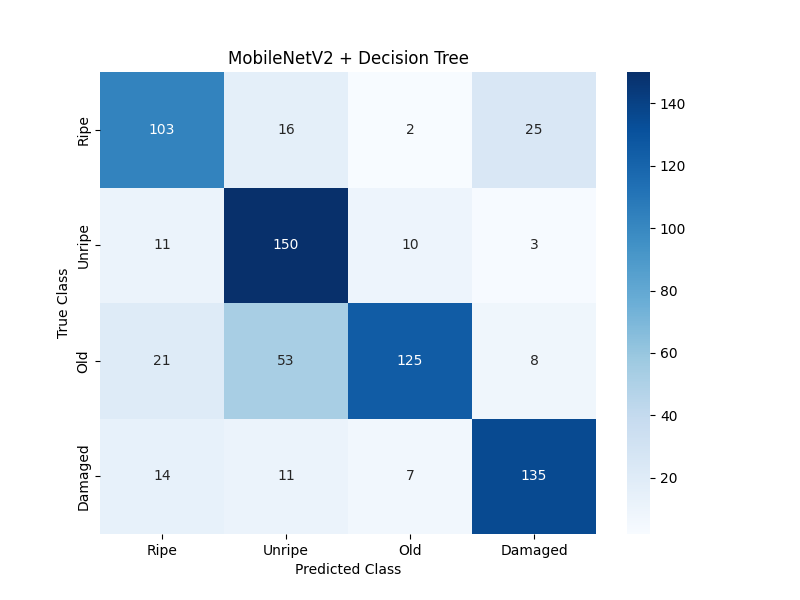 MobileNetV2 + Decision Tree
Ripe 103 16 2 25
Unripe 11 150 10 3
Old 21 53 125 8
Damaged 14 11 7 135
Ripe Unripe Old Damaged
Predicted Class
True Class
140
120
100
80
60
40
20